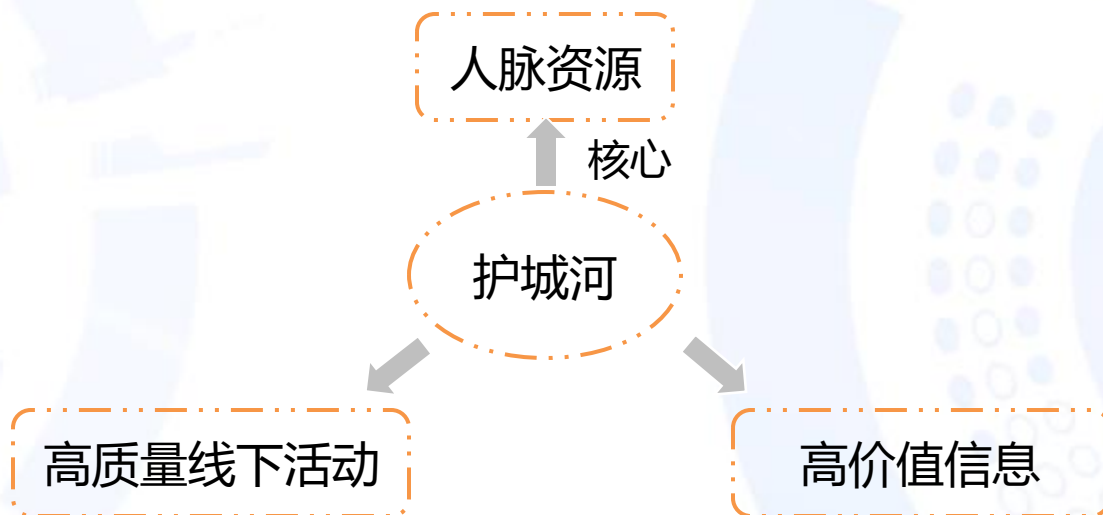 人脉资源
核心
护城河
高质量线下活动
高价值信息